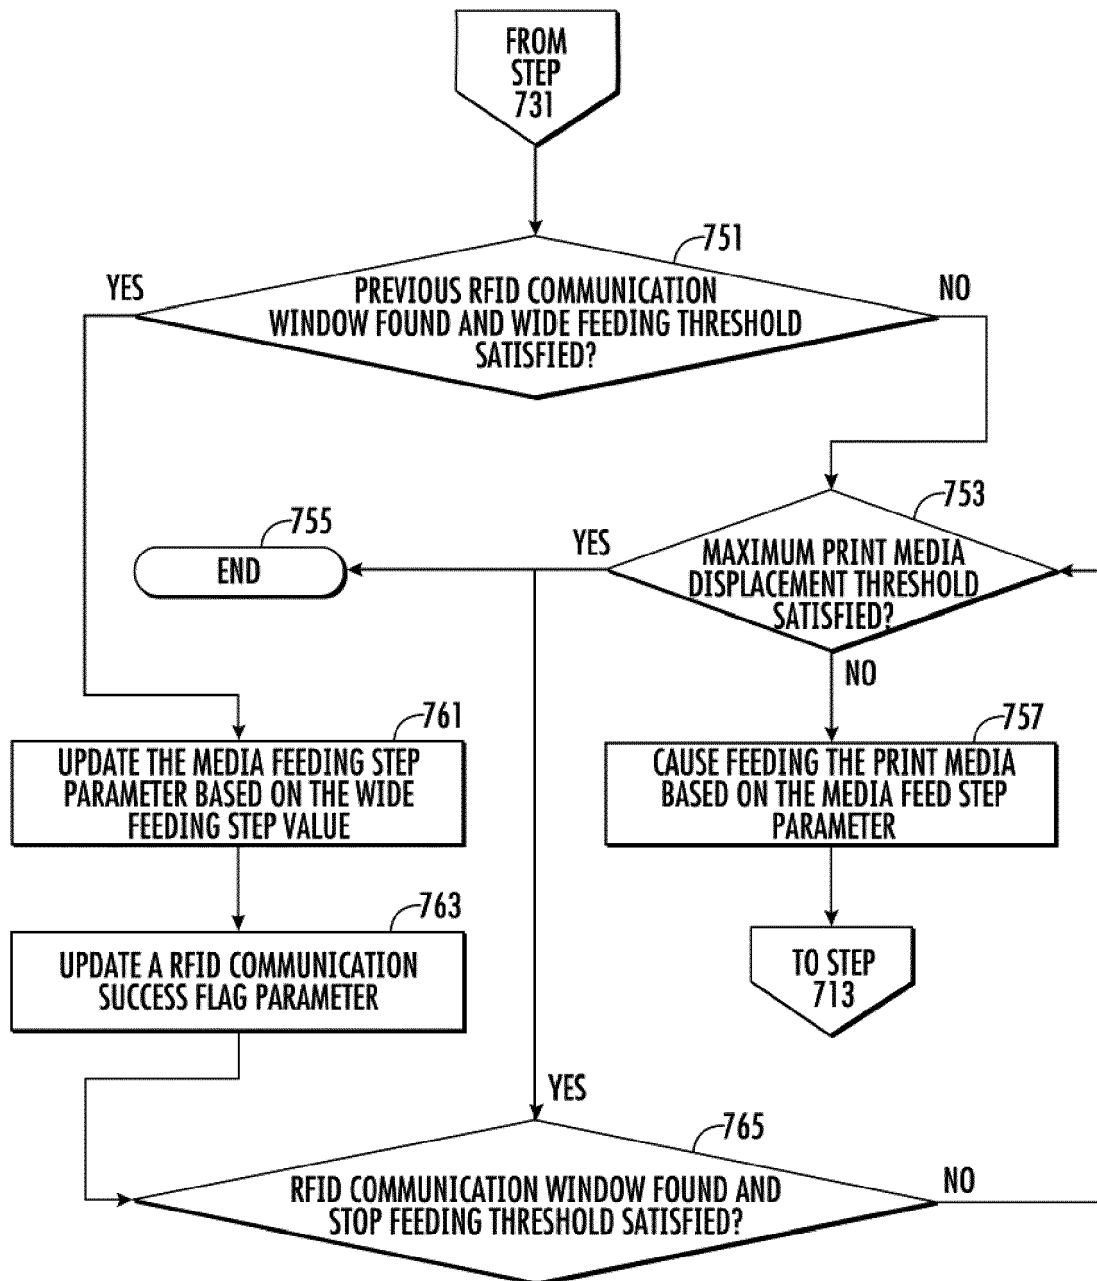 FROM
STEP
731
751
YES
NO
PREVIOUS RFID COMMUNICATION
WINDOW FOUND AND WIDE FEEDING THRESHOLD
SATISFIED?
753
755
YES
END
MAXIMUM PRINT MEDIA
DISPLACEMENT THRESHOLD
SATISFIED?
NO
761
757
UPDATE THE MEDIA FEEDING STEP
PARAMETER BASED ON THE WIDE
FEEDING STEP VALUE
CAUSE FEEDING THE PRINT MEDIA
BASED ON THE MEDIA FEED STEP
PARAMETER
763
UPDATE A RFID COMMUNICATION
SUCCESS FLAG PARAMETER
TO STEP
713
YES
765
NO
RFID COMMUNICATION WINDOW FOUND AND
STOP FEEDING THRESHOLD SATISFIED?